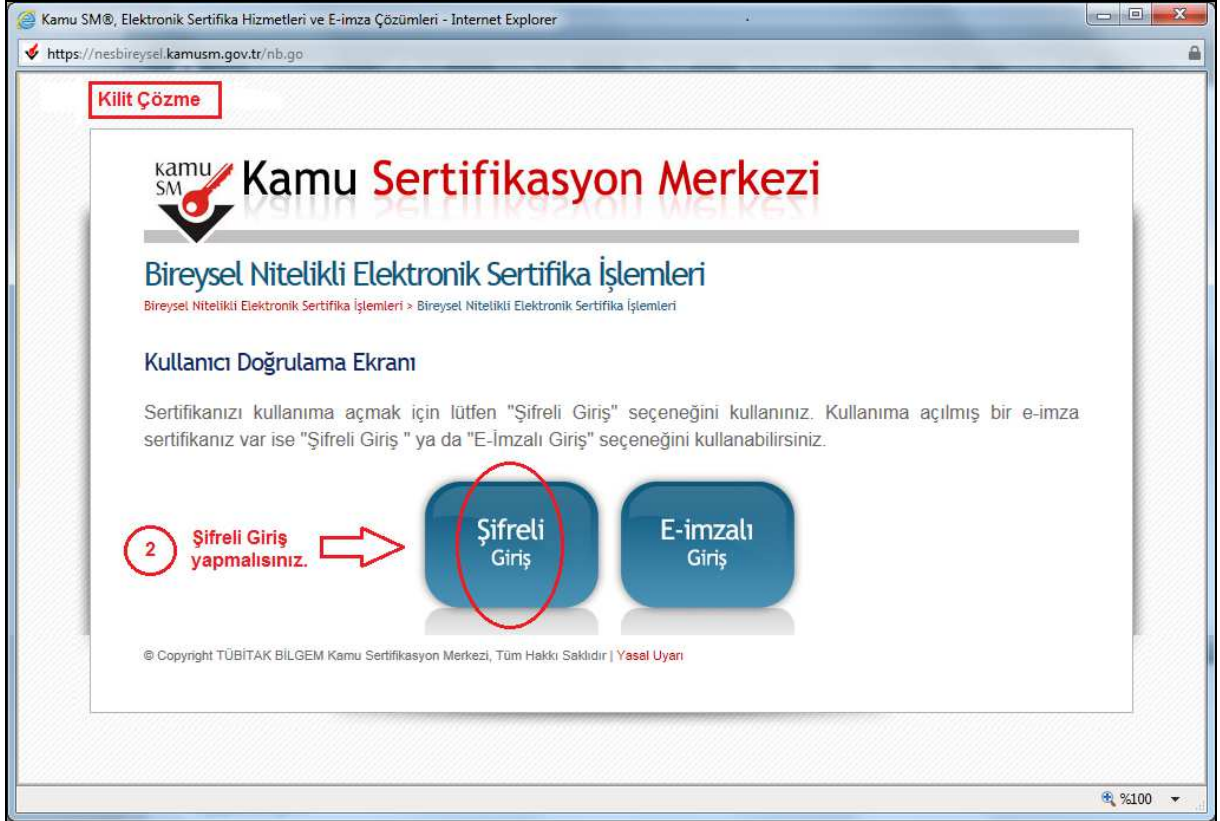 Kamu SM®, Elektronik Sertifika Hizmetleri ve E-imza Çözümleri - Internet Explorer
https://nesbireysel.kamusm.gov.tr/nb.go
Kilit Çözme
kamu
SM
Kamu Sertifikasyon Merkezi
Bireysel Nitelikli Elektronik Sertifika İşlemleri
Bireysel Nitelikli Elektronik Sertifika İşlemleri > Bireysel Nitelikli Elektronik Sertifika İşlemleri
Kullanıcı Doğrulama Ekranı
Sertifikanızı kullanıma açmak için lütfen "Şifreli Giriş" seçeneğini kullanınız. Kullanıma açılmış bir e-imza
sertifikanız var ise "Şifreli Giriş " ya da "E-İmzalı Giriş" seçeneğini kullanabilirsiniz.
2
Şifreli Giriş
yapmalısınız.
Şifreli
Giriş
E-imzalı
Giriş
© Copyright TÜBİTAK BİLGEM Kamu Sertifikasyon Merkezi, Tüm Hakkı Saklıdır | Yasal Uyarı
%100